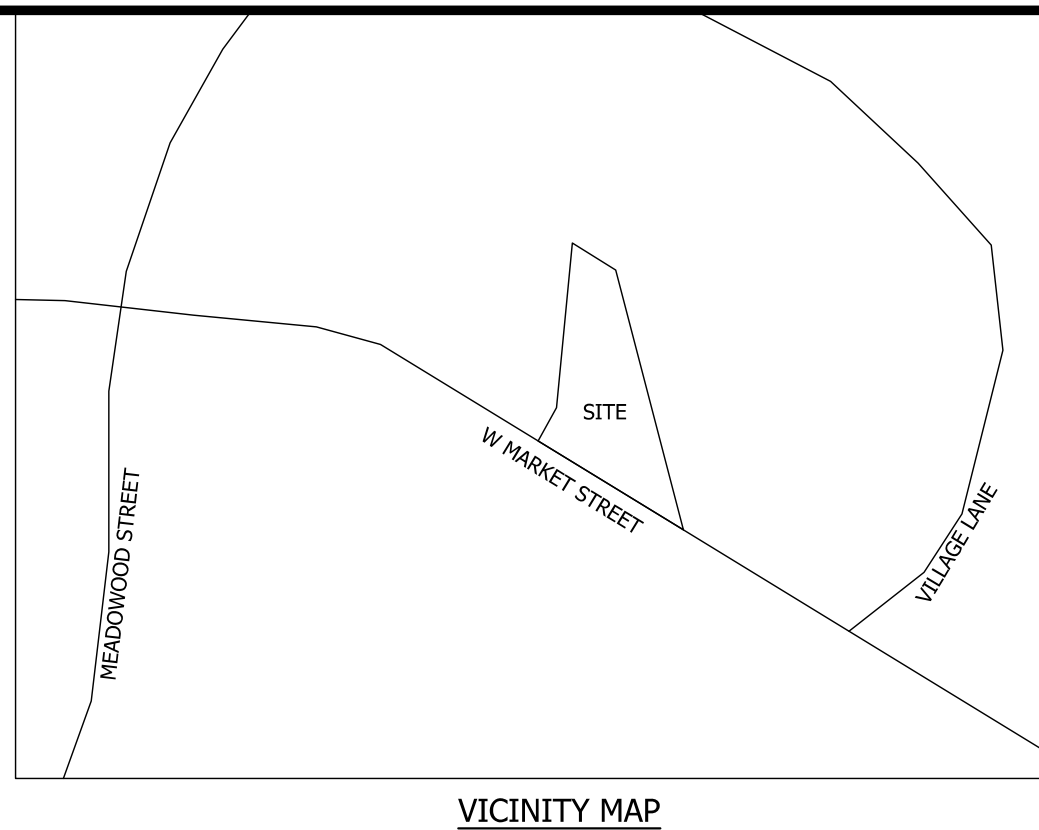 SITE
W MARKET STREET
MEADOWOOD STREET
VILLAGE LANE
VICINITY MAP